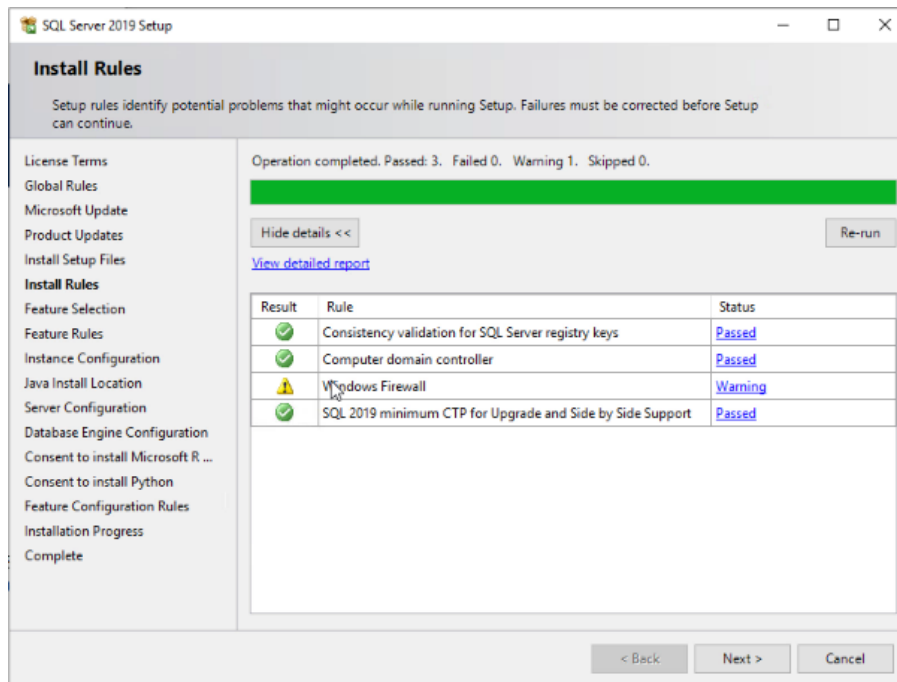 SQL Server 2019 Setup
Install Rules
Setup rules identify potential problems that might occur while running Setup. Failures must be corrected before Setup
can continue.
License Terms
Global Rules
Microsoft Update
Product Updates
Install Setup Files
Install Rules
Feature Selection
Feature Rules
Instance Configuration
Java Install Location
Server Configuration
Database Engine Configuration
Consent to install Microsoft R ...
Consent to install Python
Feature Configuration Rules
Installation Progress
Complete
Operation completed. Passed: 3. Failed 0. Warning 1. Skipped 0.
Hide details <<
Re-run
View detailed report
Result Rule Status
Consistency validation for SQL Server registry keys Passed
Computer domain controller Passed
Windows Firewall Warning
SQL 2019 minimum CTP for Upgrade and Side by Side Support Passed
< Back Next > Cancel